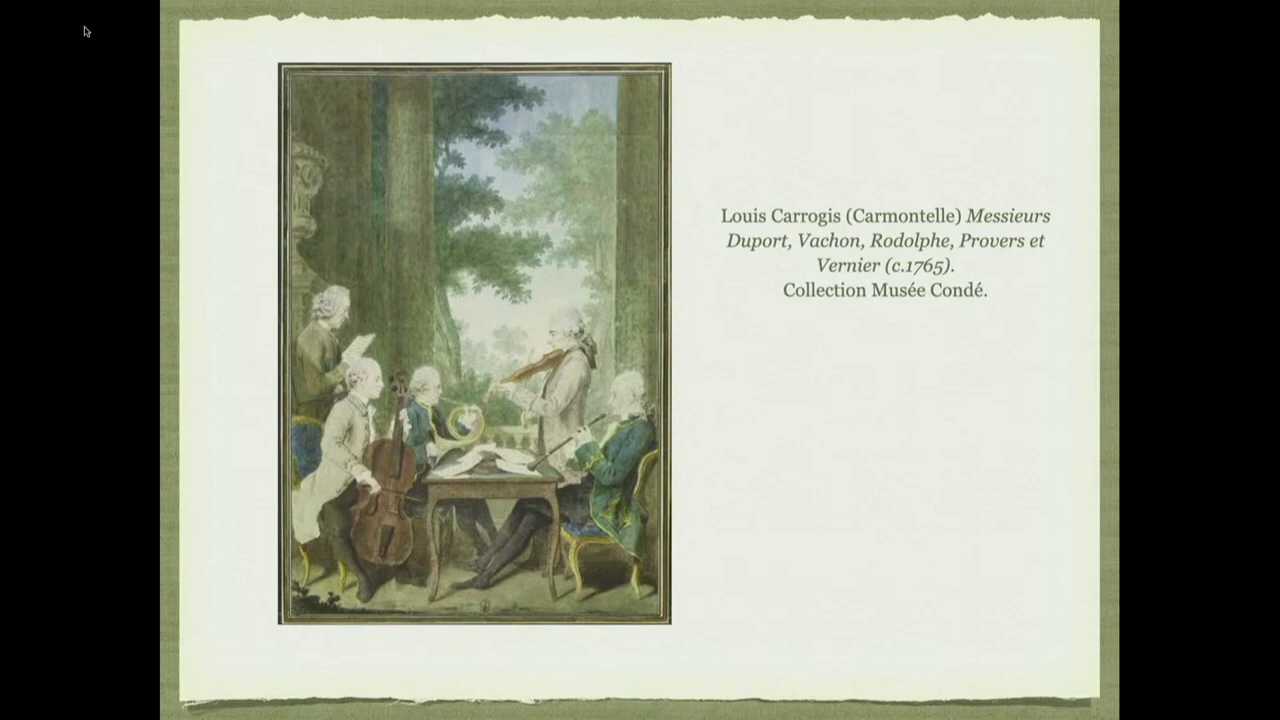 Louis Carrogis (Carmontelle) Messieurs
Duport, Vachon, Rodolphe, Provers et
Vernier (c.1765).
Collection Musée Condé.